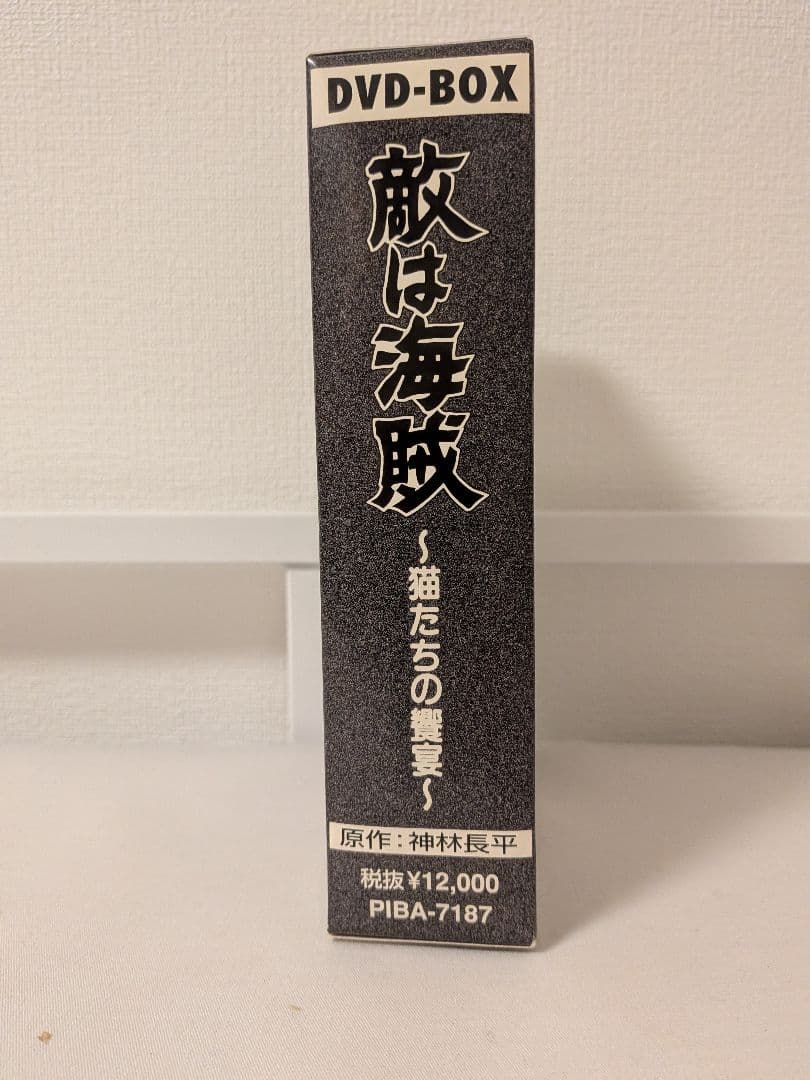 DVD-BOX
敵は海賊
～猫たちの饗宴～
原作：神林長平
税抜¥12,000
PIBA-7187